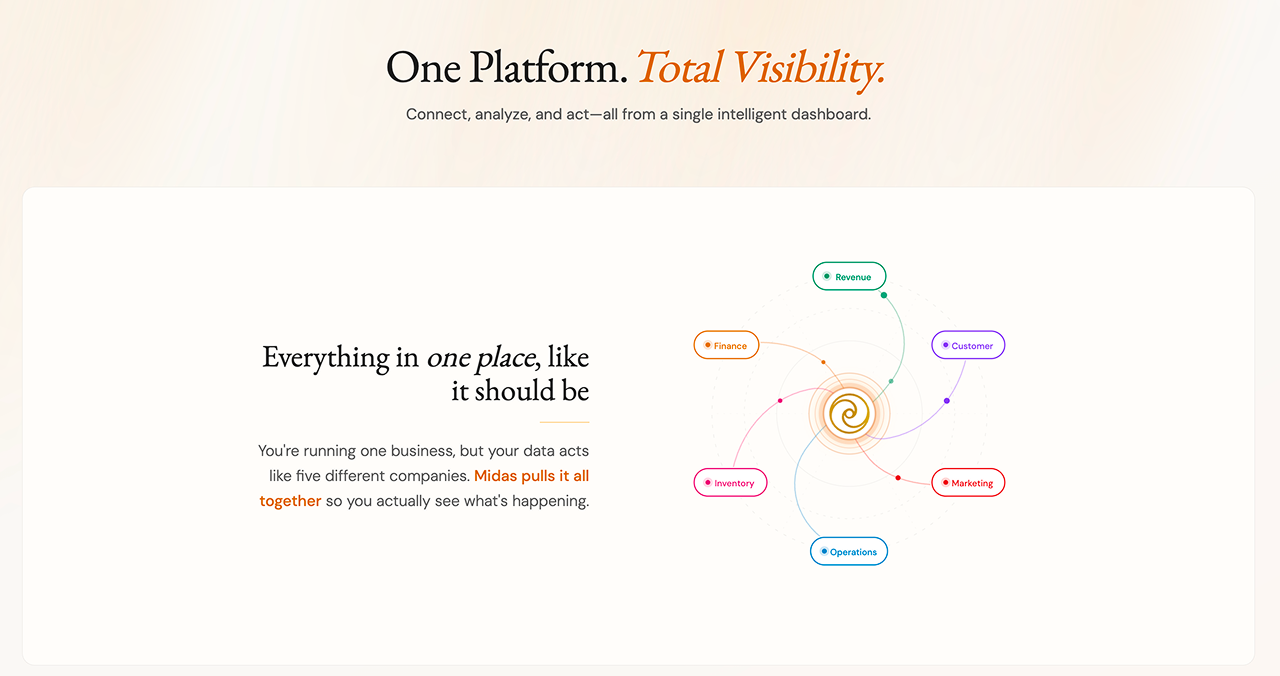 One Platform. Total Visibility.
Connect, analyze, and act—all from a single intelligent dashboard.
Everything in one place, like
it should be
You're running one business, but your data acts
like five different companies. Midas pulls it all
together so you actually see what's happening.
Revenue
Finance
Customer
Inventory
Marketing
Operations